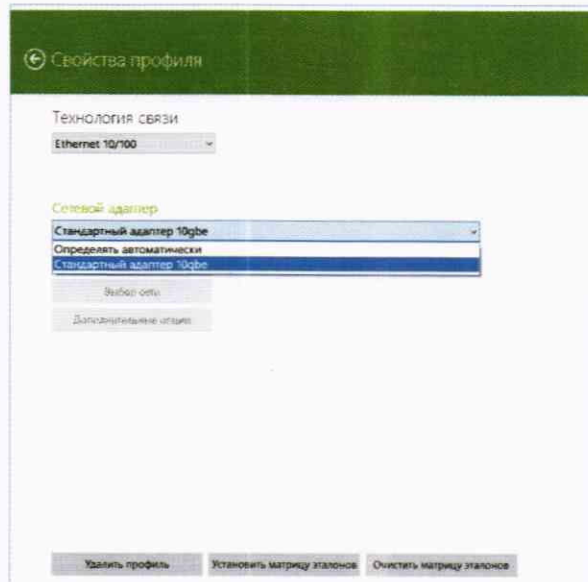 Свойства профиля
Технология связи
Ethernet 10/100
Сетевой адаптер
Стандартный адаптер 10gbe
Определять автоматически
Стандартный адаптер 10gbe
Выбор сети
Дополнительные опции
Удалить профиль Установить матрицу эталонов Очистить матрицу эталонов